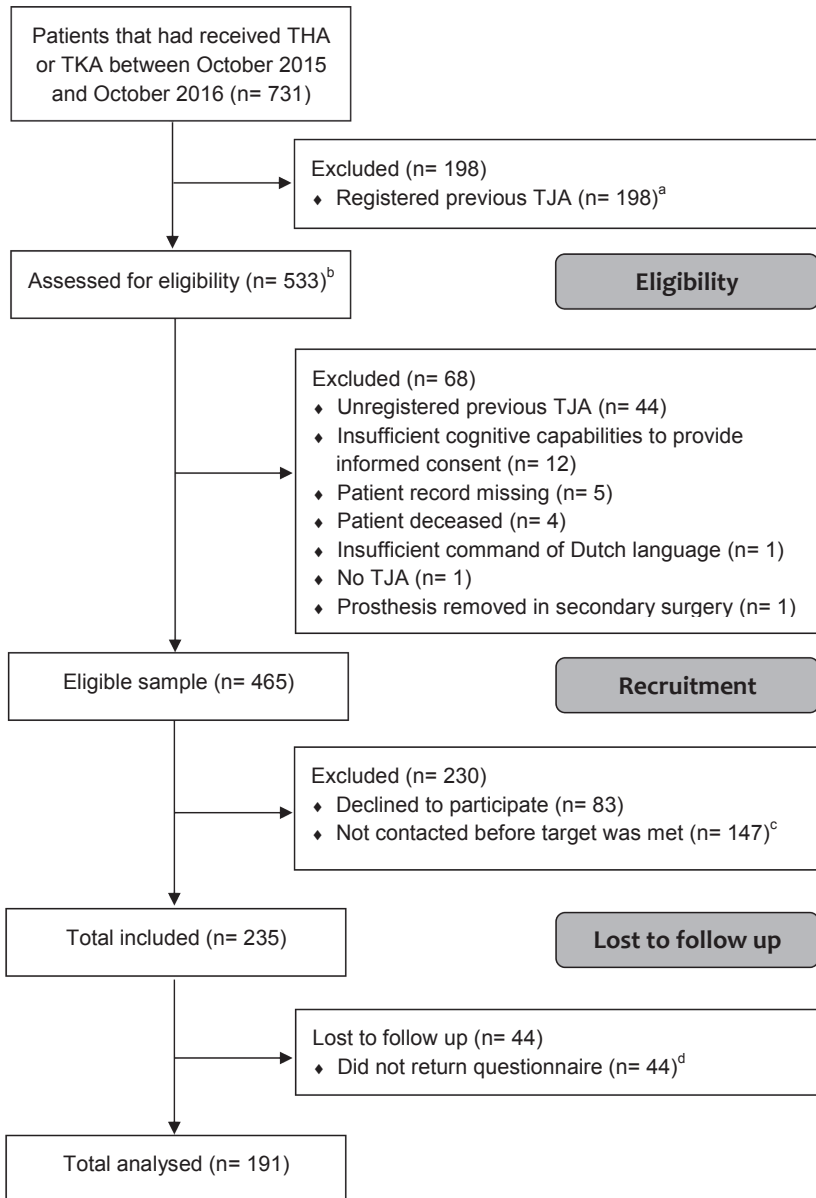 Patients that had received THA
or TKA between October 2015
and October 2016 (n= 731)
Excluded (n= 198)
♦ Registered previous TJA (n= 198)a
Assessed for eligibility (n= 533)b
Eligibility
Excluded (n= 68)
♦ Unregistered previous TJA (n= 44)
♦ Insufficient cognitive capabilities to provide
informed consent (n= 12)
♦ Patient record missing (n= 5)
♦ Patient deceased (n= 4)
♦ Insufficient command of Dutch language (n= 1)
♦ No TJA (n= 1)
♦ Prosthesis removed in secondary surgery (n= 1)
Eligible sample (n= 465)
Recruitment
Excluded (n= 230)
♦ Declined to participate (n= 83)
♦ Not contacted before target was met (n= 147)c
Total included (n= 235)
Lost to follow up
Lost to follow up (n= 44)
♦ Did not return questionnaire (n= 44)d
Total analysed (n= 191)